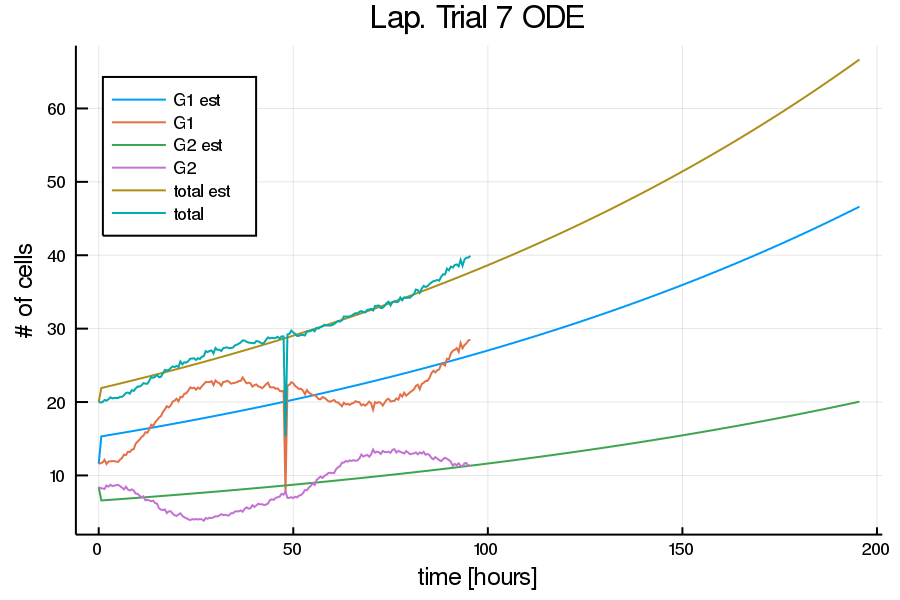 Lap. Trial 7 ODE
G1 est
G1
G2 est
G2
total est
total
60
50
40
30
20
10
# of cells
0
50
100
150
200
time [hours]